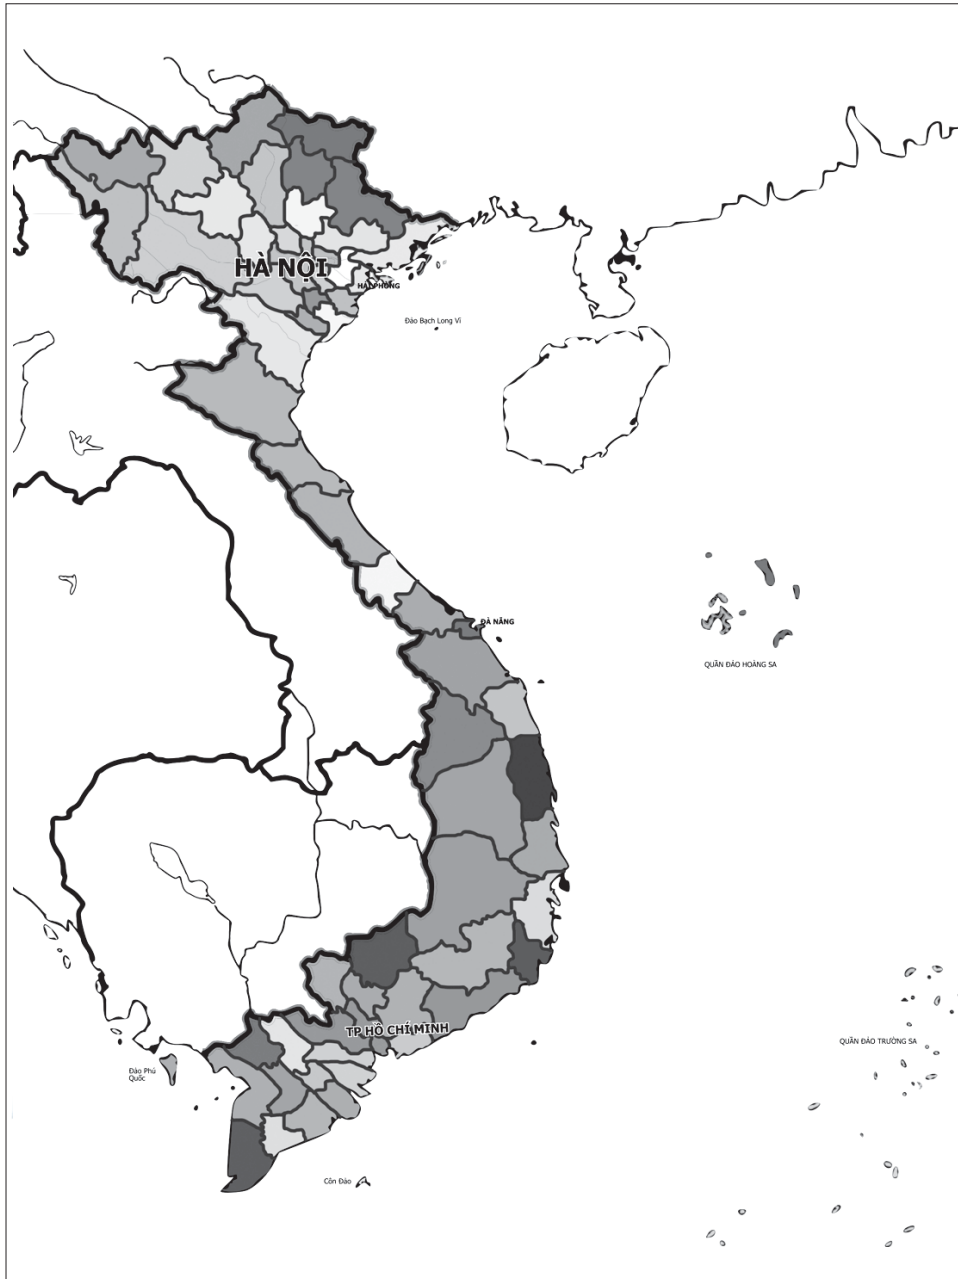 HÀ NỘI
HẢI PHÒNG
Đảo Bạch Long Vĩ
ĐÀ NẴNG
QUẦN ĐẢO HOÀNG SA
TP HỒ CHÍ MINH
QUẦN ĐẢO TRƯỜNG SA
Đảo Phú
Quốc
Côn Đảo